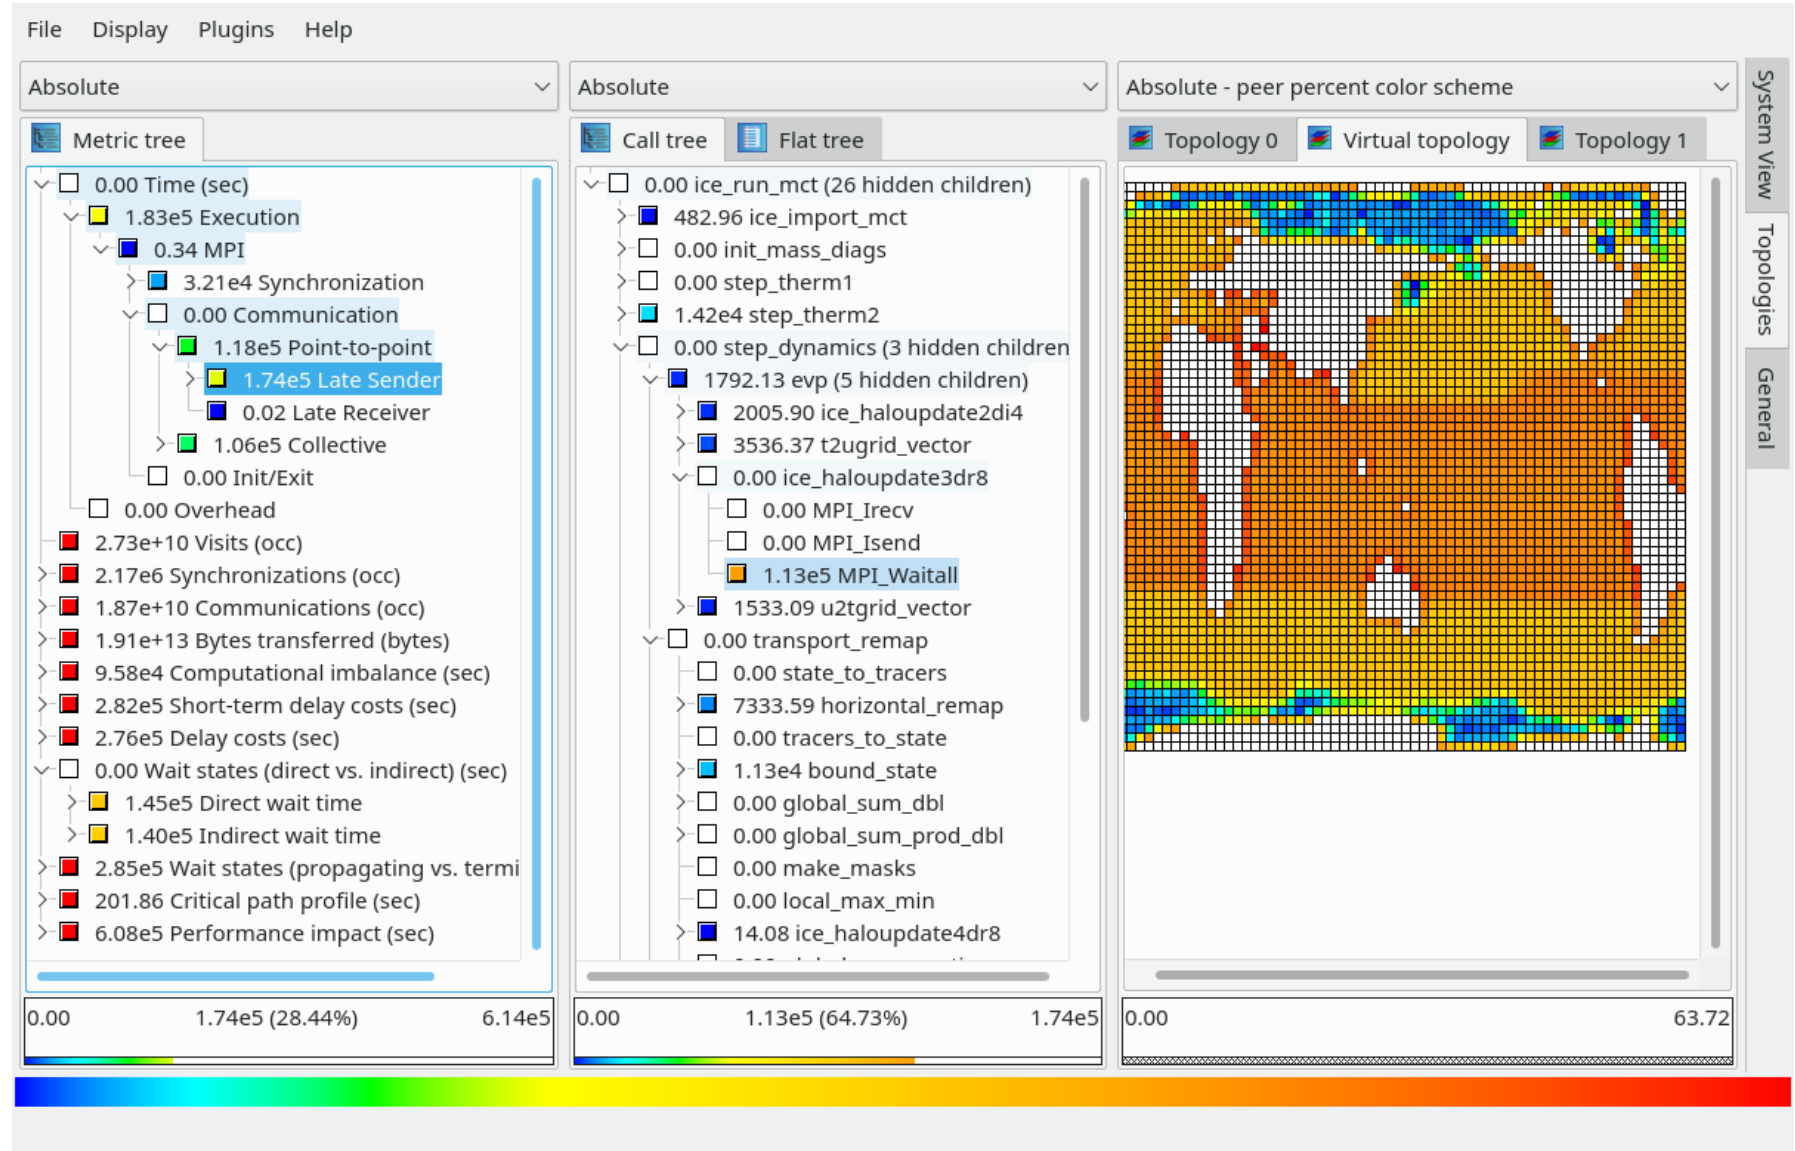 File Display Plugins Help
Absolute
Metric tree
0.00 Time (sec)
1.83e5 Execution
0.34 MPI
3.21e4 Synchronization
0.00 Communication
1.18e5 Point-to-point
1.74e5 Late Sender
0.02 Late Receiver
1.06e5 Collective
0.00 Init/Exit
0.00 Overhead
2.73e+10 Visits (occ)
2.17e6 Synchronizations (occ)
1.87e+10 Communications (occ)
1.91e+13 Bytes transferred (bytes)
9.58e4 Computational imbalance (sec)
2.82e5 Short-term delay costs (sec)
2.76e5 Delay costs (sec)
0.00 Wait states (direct vs. indirect) (sec)
1.45e5 Direct wait time
1.40e5 Indirect wait time
2.85e5 Wait states (propagating vs. termi
201.86 Critical path profile (sec)
6.08e5 Performance impact (sec)
0.00 1.74e5 (28.44%) 6.14e5
Absolute
Call tree Flat tree
0.00 ice_run_mct (26 hidden children)
482.96 ice_import_mct
0.00 init_mass_diags
0.00 step_therm1
1.42e4 step_therm2
0.00 step_dynamics (3 hidden children
1792.13 evp (5 hidden children)
2005.90 ice_haloupdate2di4
3536.37 t2ugrid_vector
0.00 ice_haloupdate3dr8
0.00 MPI_Irecv
0.00 MPI_Isend
1.13e5 MPI_Waitall
1533.09 u2tgrid_vector
0.00 transport_remap
0.00 state_to_tracers
7333.59 horizontal_remap
0.00 tracers_to_state
1.13e4 bound_state
0.00 global_sum_dbl
0.00 global_sum_prod_dbl
0.00 make_masks
0.00 local_max_min
14.08 ice_haloupdate4dr8
0.00 1.13e5 (64.73%) 1.74e5
Absolute - peer percent color scheme
Topology 0 Virtual topology Topology 1
0.00 63.72
System View
Topologies
General